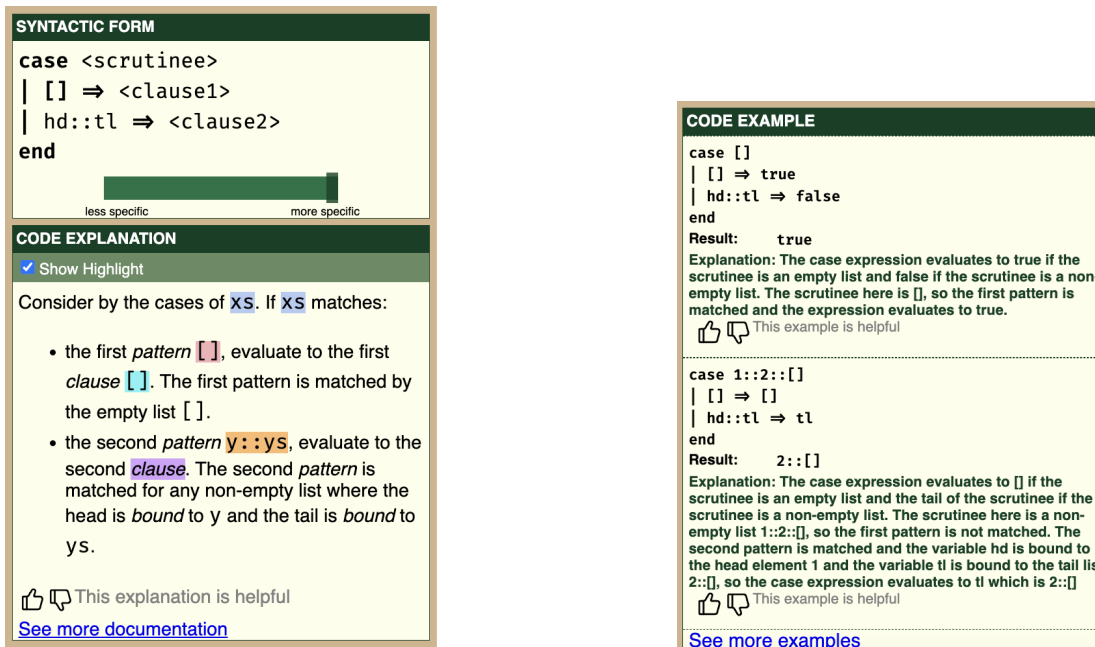 SYNTACTIC FORM
case <scrutinee>
| [] ⇒ <clause1>
| hd::tl ⇒ <clause2>
end
less specific more specific
CODE EXPLANATION
Show Highlight
Consider by the cases of xs. If xs matches:
• the first pattern [], evaluate to the first
clause []. The first pattern is matched by
the empty list [].
• the second pattern y::ys, evaluate to the
second clause. The second pattern is
matched for any non-empty list where the
head is bound to y and the tail is bound to
ys.
This explanation is helpful
See more documentation
CODE EXAMPLE
case []
| [] ⇒ true
| hd::tl ⇒ false
end
Result: true
Explanation: The case expression evaluates to true if the
scrutinee is an empty list and false if the scrutinee is a non-
empty list. The scrutinee here is [], so the first pattern is
matched and the expression evaluates to true.
This example is helpful
case 1::2::[]
| [] ⇒ []
| hd::tl ⇒ tl
end
Result: 2::[]
Explanation: The case expression evaluates to [] if the
scrutinee is an empty list and the tail of the scrutinee if the
scrutinee is a non-empty list. The scrutinee here is a non-
empty list 1::2::[], so the first pattern is not matched. The
second pattern is matched and the variable hd is bound to
the head element 1 and the variable tl is bound to the tail
2::[], so the case expression evaluates to tl which is 2::[]
This example is helpful
See more examples